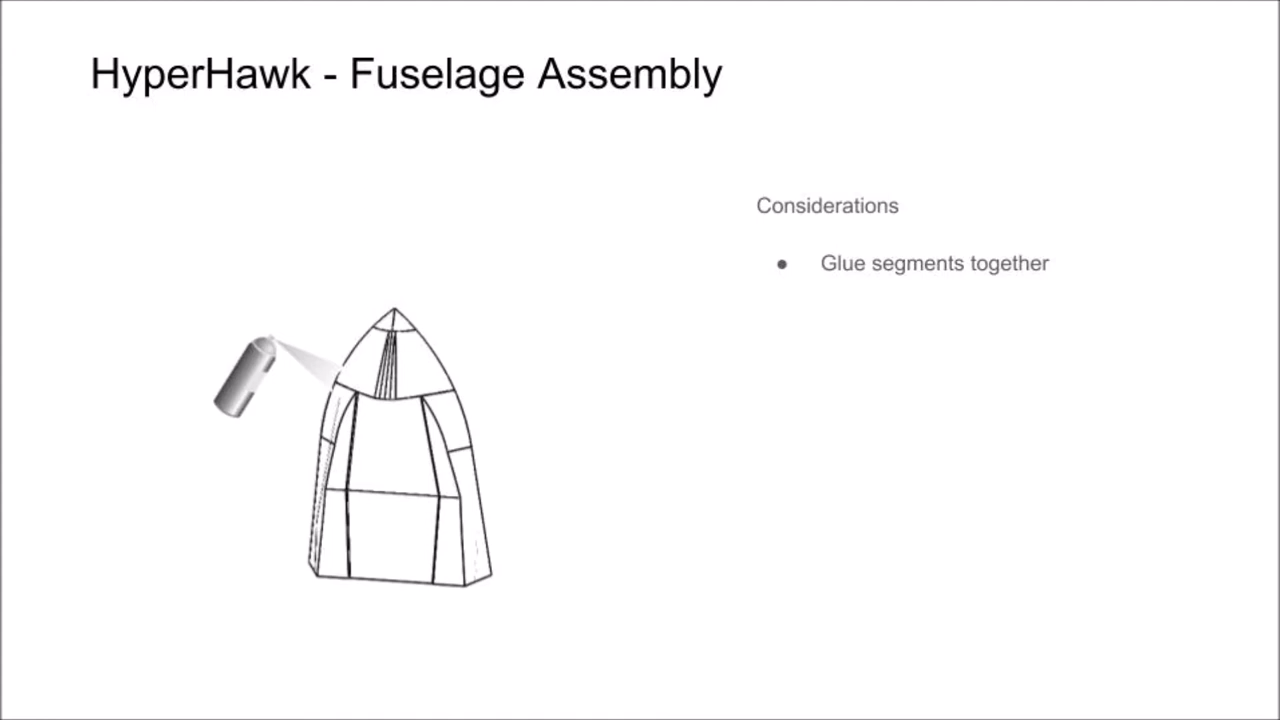 HyperHawk - Fuselage Assembly
Considerations
● Glue segments together